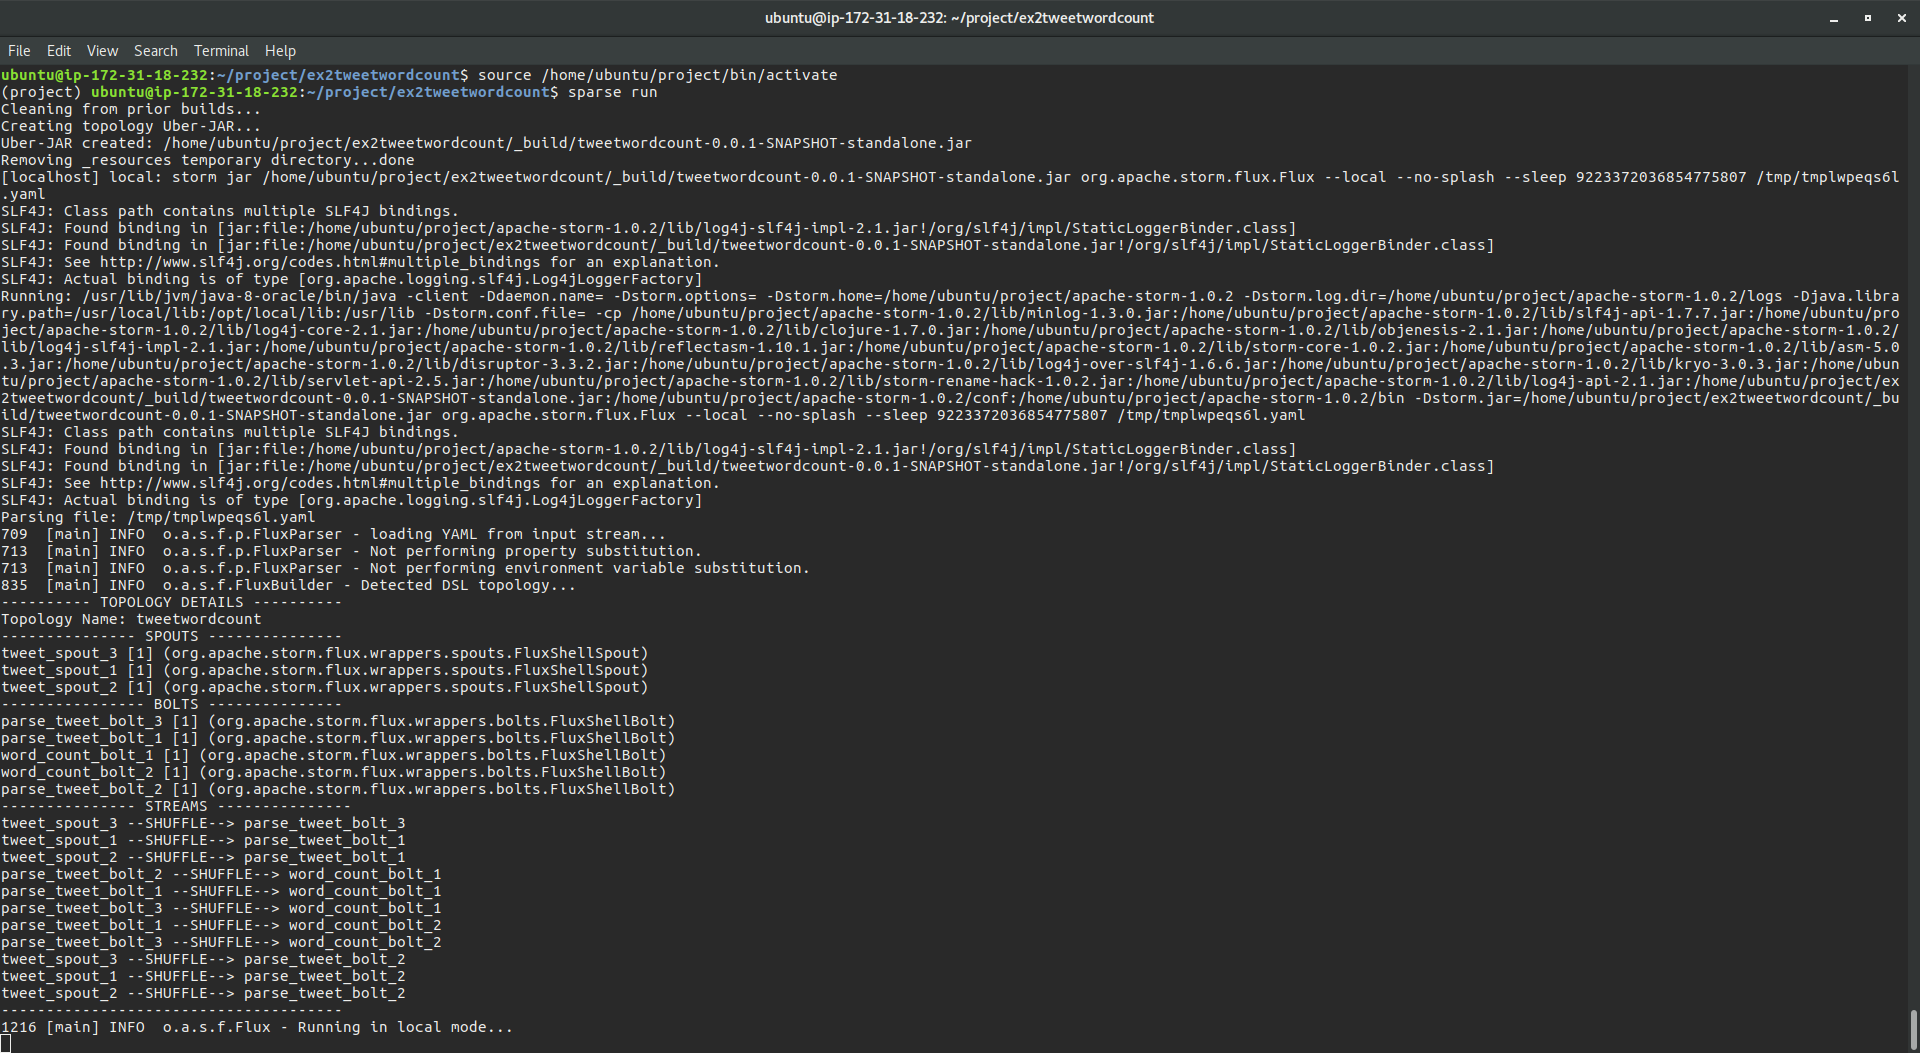 ubuntu@ip-172-31-18-232: ~/project/ex2tweetwordcount
File Edit View Search Terminal Help
ubuntu@ip-172-31-18-232:~/project/ex2tweetwordcount$ source /home/ubuntu/project/bin/activate
(project) ubuntu@ip-172-31-18-232:~/project/ex2tweetwordcount$ sparse run
Cleaning from prior builds...
Creating topology Uber-JAR...
Uber-JAR created: /home/ubuntu/project/ex2tweetwordcount/_build/tweetwordcount-0.0.1-SNAPSHOT-standalone.jar
Removing _resources temporary directory...done
[localhost] local: storm jar /home/ubuntu/project/ex2tweetwordcount/_build/tweetwordcount-0.0.1-SNAPSHOT-standalone.jar org.apache.storm.flux.Flux --local --no-splash --sleep 9223372036854775807 /tmp/tmplwpeqs6l
.yaml
SLF4J: Class path contains multiple SLF4J bindings.
SLF4J: Found binding in [jar:file:/home/ubuntu/project/apache-storm-1.0.2/lib/log4j-slf4j-impl-2.1.jar!/org/slf4j/impl/StaticLoggerBinder.class]
SLF4J: Found binding in [jar:file:/home/ubuntu/project/ex2tweetwordcount/_build/tweetwordcount-0.0.1-SNAPSHOT-standalone.jar!/org/slf4j/impl/StaticLoggerBinder.class]
SLF4J: See http://www.slf4j.org/codes.html#multiple_bindings for an explanation.
SLF4J: Actual binding is of type [org.apache.logging.slf4j.Log4jLoggerFactory]
Running: /usr/lib/jvm/java-8-oracle/bin/java -client -Ddaemon.name= -Dstorm.options= -Dstorm.home=/home/ubuntu/project/apache-storm-1.0.2 -Dstorm.log.dir=/home/ubuntu/project/apache-storm-1.0.2/logs -Djava.libra
ry.path=/usr/local/lib:/opt/local/lib:/usr/lib -Dstorm.conf.file= -cp /home/ubuntu/project/apache-storm-1.0.2/lib/minlog-1.3.0.jar:/home/ubuntu/project/apache-storm-1.0.2/lib/slf4j-api-1.7.7.jar:/home/ubuntu/pro
ject/apache-storm-1.0.2/lib/log4j-core-2.1.jar:/home/ubuntu/project/apache-storm-1.0.2/lib/clojure-1.7.0.jar:/home/ubuntu/project/apache-storm-1.0.2/lib/objenesis-2.1.jar:/home/ubuntu/project/apache-storm-1.0.2/
lib/log4j-slf4j-impl-2.1.jar:/home/ubuntu/project/apache-storm-1.0.2/lib/reflectasm-1.10.1.jar:/home/ubuntu/project/apache-storm-1.0.2/lib/storm-core-1.0.2.jar:/home/ubuntu/project/apache-storm-1.0.2/lib/asm-5.0
.3.jar:/home/ubuntu/project/apache-storm-1.0.2/lib/disruptor-3.3.2.jar:/home/ubuntu/project/apache-storm-1.0.2/lib/log4j-over-slf4j-1.6.6.jar:/home/ubuntu/project/apache-storm-1.0.2/lib/kryo-3.0.3.jar:/home/ubun
tu/project/apache-storm-1.0.2/lib/servlet-api-2.5.jar:/home/ubuntu/project/apache-storm-1.0.2/lib/storm-rename-hack-1.0.2.jar:/home/ubuntu/project/apache-storm-1.0.2/lib/log4j-api-2.1.jar:/home/ubuntu/project/ex
2tweetwordcount/_build/tweetwordcount-0.0.1-SNAPSHOT-standalone.jar:/home/ubuntu/project/apache-storm-1.0.2/conf:/home/ubuntu/project/apache-storm-1.0.2/bin -Dstorm.jar=/home/ubuntu/project/ex2tweetwordcount/_bu
ild/tweetwordcount-0.0.1-SNAPSHOT-standalone.jar org.apache.storm.flux.Flux --local --no-splash --sleep 9223372036854775807 /tmp/tmplwpeqs6l.yaml
SLF4J: Class path contains multiple SLF4J bindings.
SLF4J: Found binding in [jar:file:/home/ubuntu/project/apache-storm-1.0.2/lib/log4j-slf4j-impl-2.1.jar!/org/slf4j/impl/StaticLoggerBinder.class]
SLF4J: Found binding in [jar:file:/home/ubuntu/project/ex2tweetwordcount/_build/tweetwordcount-0.0.1-SNAPSHOT-standalone.jar!/org/slf4j/impl/StaticLoggerBinder.class]
SLF4J: See http://www.slf4j.org/codes.html#multiple_bindings for an explanation.
SLF4J: Actual binding is of type [org.apache.logging.slf4j.Log4jLoggerFactory]
Parsing file: /tmp/tmplwpeqs6l.yaml
709  [main] INFO  o.a.s.f.p.FluxParser - loading YAML from input stream...
713  [main] INFO  o.a.s.f.p.FluxParser - Not performing property substitution.
713  [main] INFO  o.a.s.f.p.FluxParser - Not performing environment variable substitution.
835  [main] INFO  o.a.s.f.FluxBuilder - Detected DSL topology...
---------- TOPOLOGY DETAILS ----------
Topology Name: tweetwordcount
--------------- SPOUTS ---------------
tweet_spout_3 [1] (org.apache.storm.flux.wrappers.spouts.FluxShellSpout)
tweet_spout_1 [1] (org.apache.storm.flux.wrappers.spouts.FluxShellSpout)
tweet_spout_2 [1] (org.apache.storm.flux.wrappers.spouts.FluxShellSpout)
---------------- BOLTS ---------------
parse_tweet_bolt_3 [1] (org.apache.storm.flux.wrappers.bolts.FluxShellBolt)
parse_tweet_bolt_1 [1] (org.apache.storm.flux.wrappers.bolts.FluxShellBolt)
word_count_bolt_1 [1] (org.apache.storm.flux.wrappers.bolts.FluxShellBolt)
word_count_bolt_2 [1] (org.apache.storm.flux.wrappers.bolts.FluxShellBolt)
parse_tweet_bolt_2 [1] (org.apache.storm.flux.wrappers.bolts.FluxShellBolt)
--------------- STREAMS ---------------
tweet_spout_3 --SHUFFLE--> parse_tweet_bolt_3
tweet_spout_1 --SHUFFLE--> parse_tweet_bolt_1
tweet_spout_2 --SHUFFLE--> parse_tweet_bolt_1
parse_tweet_bolt_2 --SHUFFLE--> word_count_bolt_1
parse_tweet_bolt_1 --SHUFFLE--> word_count_bolt_1
parse_tweet_bolt_3 --SHUFFLE--> word_count_bolt_1
parse_tweet_bolt_1 --SHUFFLE--> word_count_bolt_2
parse_tweet_bolt_3 --SHUFFLE--> word_count_bolt_2
tweet_spout_3 --SHUFFLE--> parse_tweet_bolt_2
tweet_spout_1 --SHUFFLE--> parse_tweet_bolt_2
tweet_spout_2 --SHUFFLE--> parse_tweet_bolt_2
--------------------------------------
1216 [main] INFO  o.a.s.f.Flux - Running in local mode...